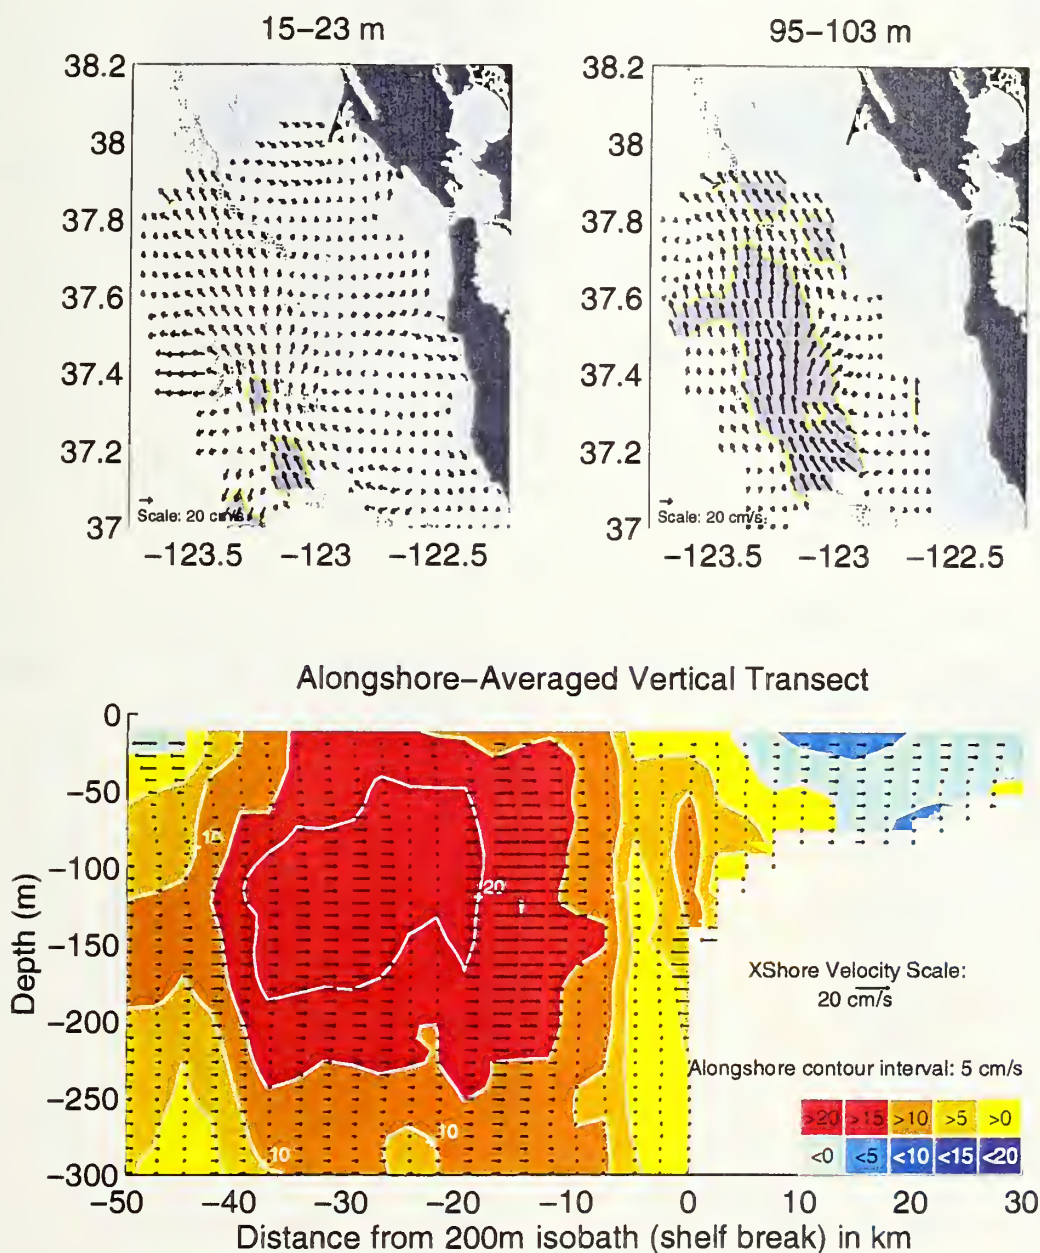 15–23 m
95–103 m
38.2
38
37.8
37.6
37.4
37.2
37
Scale: 20 cm/s
–123.5 –123 –122.5
38.2
38
37.8
37.6
37.4
37.2
37
Scale: 20 cm/s
–123.5 –123 –122.5
Alongshore–Averaged Vertical Transect
Depth (m)
0
–50
–100
–150
–200
–250
–300
10
20
10
10
XShore Velocity Scale:
20 cm/s
Alongshore contour interval: 5 cm/s
>20 >15 >10 >5 >0
<0 <5 <10 <15 <20
–50 –40 –30 –20 –10 0 10 20 30
Distance from 200m isobath (shelf break) in km